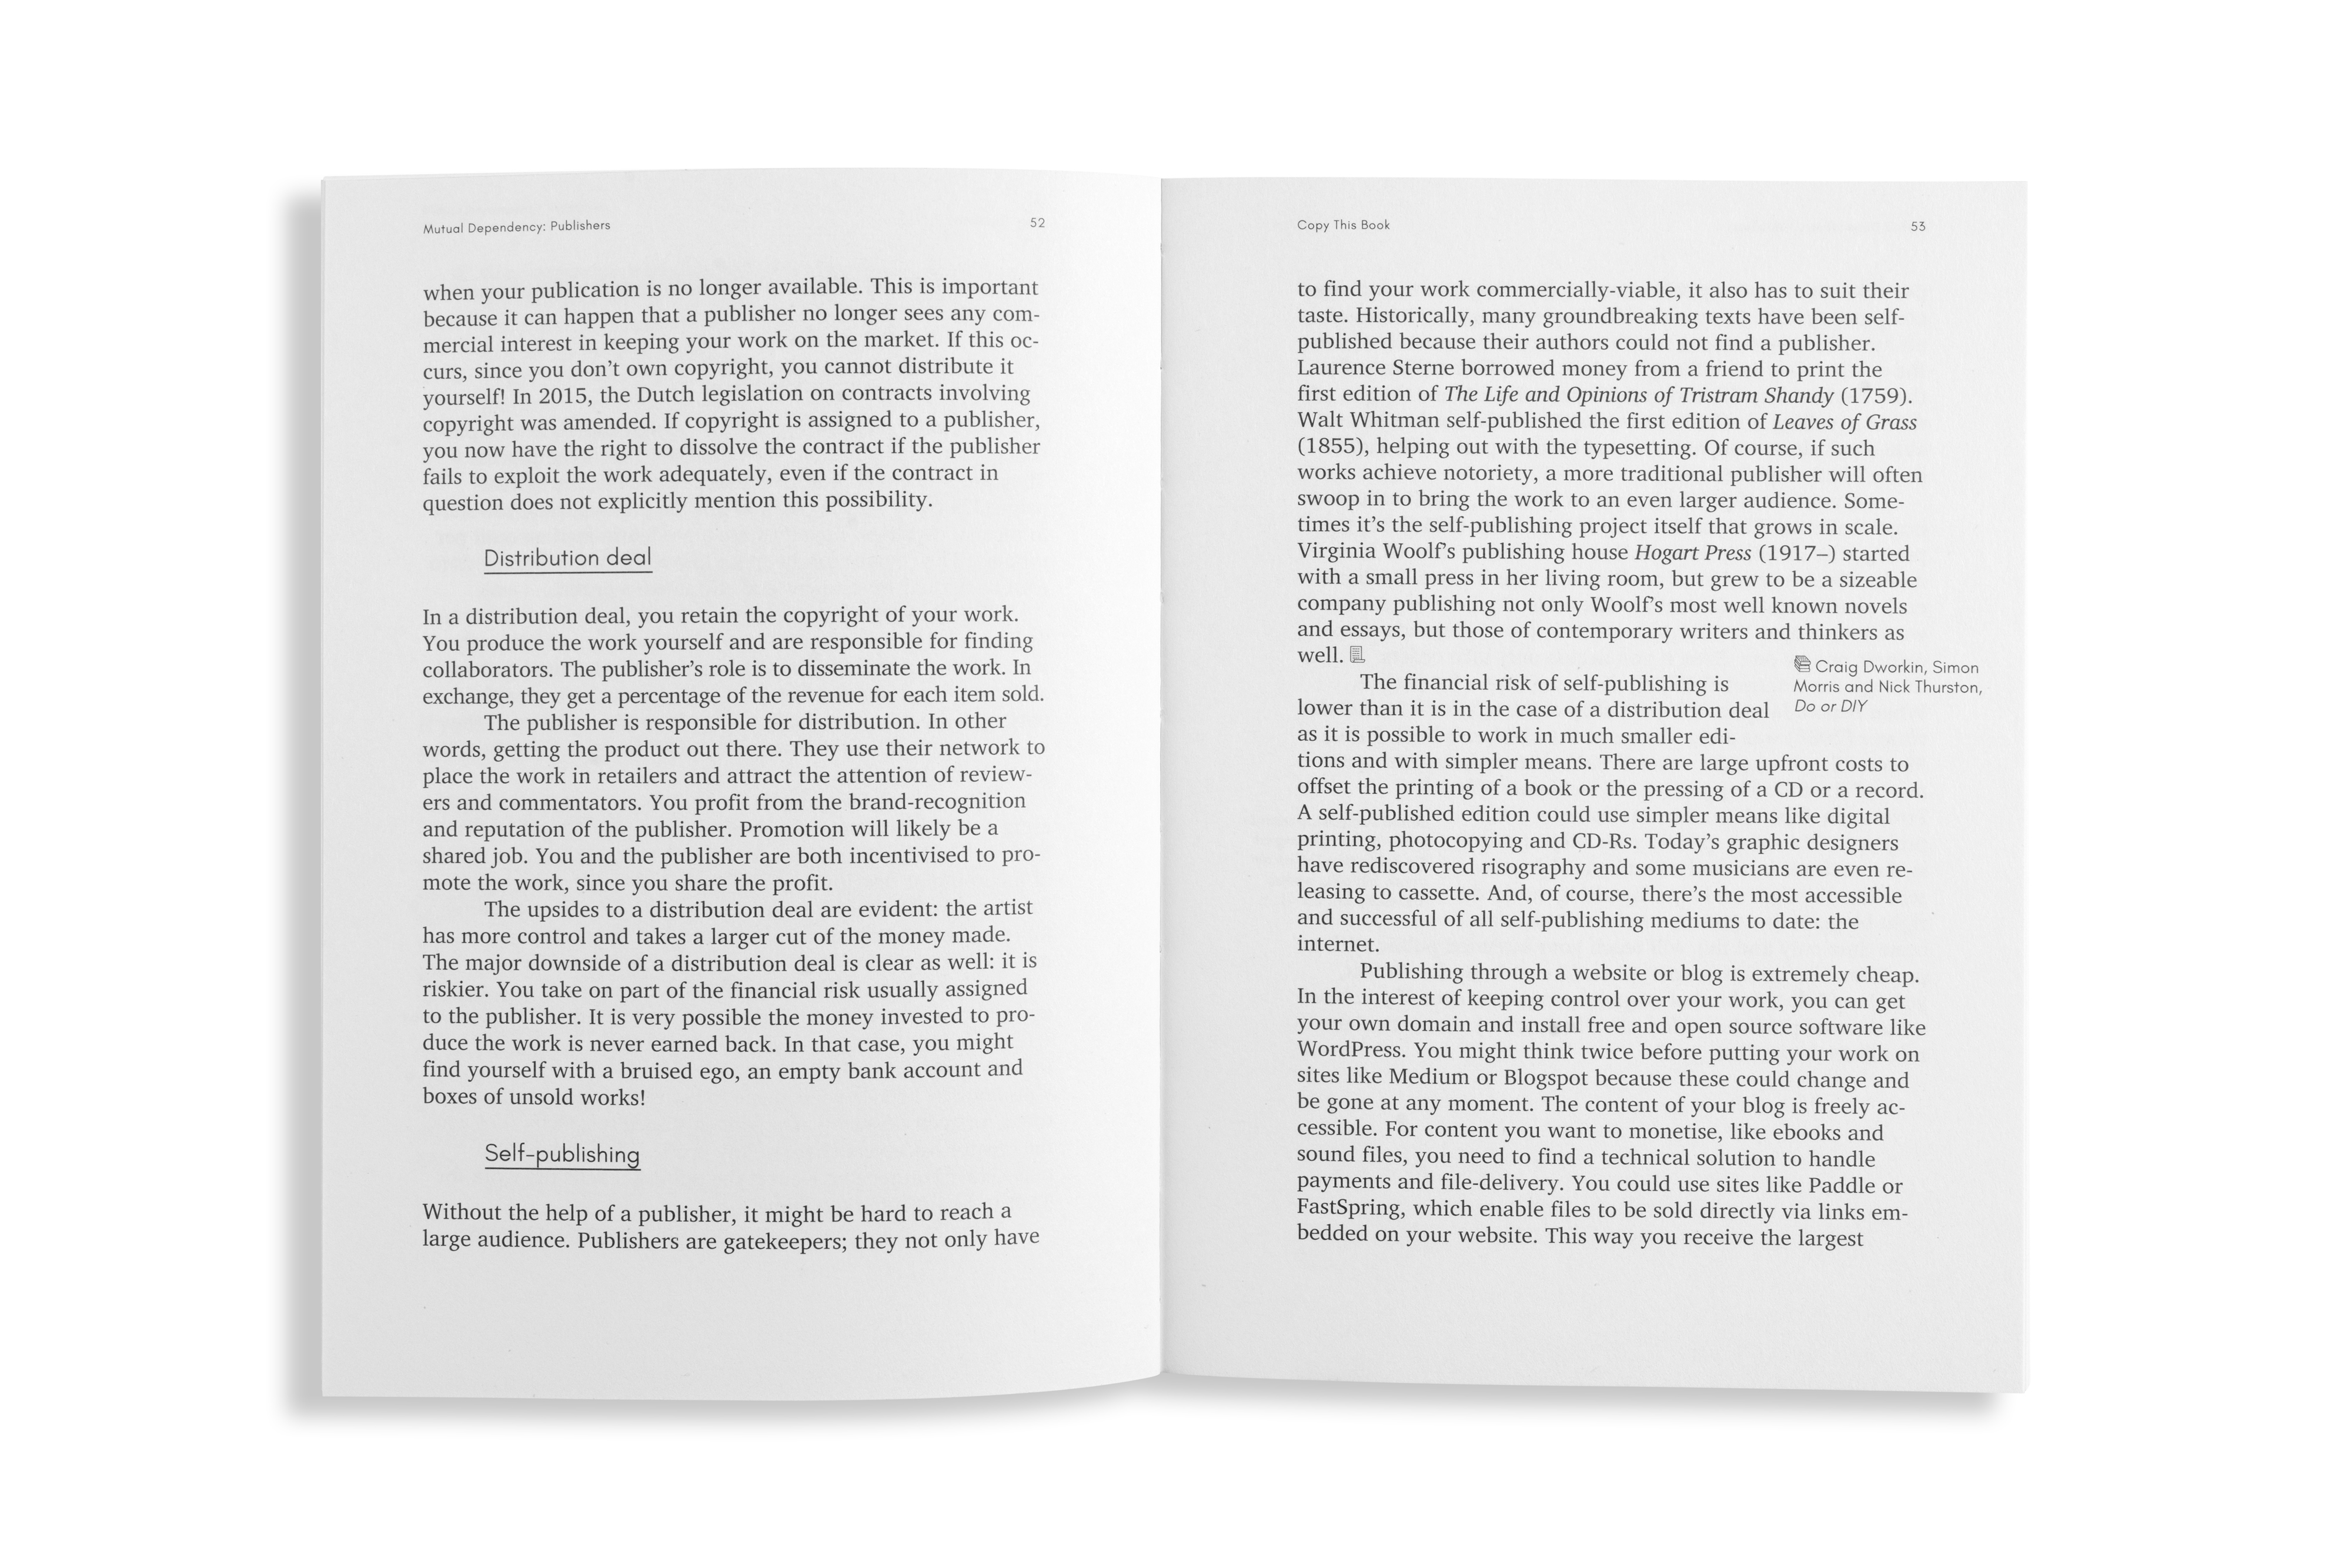 Mutual Dependency: Publishers 52
when your publication is no longer available. This is important
because it can happen that a publisher no longer sees any com-
mercial interest in keeping your work on the market. If this oc-
curs, since you don’t own copyright, you cannot distribute it
yourself! In 2015, the Dutch legislation on contracts involving
copyright was amended. If copyright is assigned to a publisher,
you now have the right to dissolve the contract if the publisher
fails to exploit the work adequately, even if the contract in
question does not explicitly mention this possibility.
Distribution deal
In a distribution deal, you retain the copyright of your work.
You produce the work yourself and are responsible for finding
collaborators. The publisher’s role is to disseminate the work. In
exchange, they get a percentage of the revenue for each item sold.
The publisher is responsible for distribution. In other
words, getting the product out there. They use their network to
place the work in retailers and attract the attention of review-
ers and commentators. You profit from the brand-recognition
and reputation of the publisher. Promotion will likely be a
shared job. You and the publisher are both incentivised to pro-
mote the work, since you share the profit.
The upsides to a distribution deal are evident: the artist
has more control and takes a larger cut of the money made.
The major downside of a distribution deal is clear as well: it is
riskier. You take on part of the financial risk usually assigned
to the publisher. It is very possible the money invested to pro-
duce the work is never earned back. In that case, you might
find yourself with a bruised ego, an empty bank account and
boxes of unsold works!
Self-publishing
Without the help of a publisher, it might be hard to reach a
large audience. Publishers are gatekeepers; they not only have
Copy This Book 53
to find your work commercially-viable, it also has to suit their
taste. Historically, many groundbreaking texts have been self-
published because their authors could not find a publisher.
Laurence Sterne borrowed money from a friend to print the
first edition of The Life and Opinions of Tristram Shandy (1759).
Walt Whitman self-published the first edition of Leaves of Grass
(1855), helping out with the typesetting. Of course, if such
works achieve notoriety, a more traditional publisher will often
swoop in to bring the work to an even larger audience. Some-
times it’s the self-publishing project itself that grows in scale.
Virginia Woolf’s publishing house Hogart Press (1917–) started
with a small press in her living room, but grew to be a sizeable
company publishing not only Woolf’s most well known novels
and essays, but those of contemporary writers and thinkers as
well.
Craig Dworkin, Simon
Morris and Nick Thurston,
Do or DIY
The financial risk of self-publishing is
lower than it is in the case of a distribution deal
as it is possible to work in much smaller edi-
tions and with simpler means. There are large upfront costs to
offset the printing of a book or the pressing of a CD or a record.
A self-published edition could use simpler means like digital
printing, photocopying and CD-Rs. Today’s graphic designers
have rediscovered risography and some musicians are even re-
leasing to cassette. And, of course, there’s the most accessible
and successful of all self-publishing mediums to date: the
internet.
Publishing through a website or blog is extremely cheap.
In the interest of keeping control over your work, you can get
your own domain and install free and open source software like
WordPress. You might think twice before putting your work on
sites like Medium or Blogspot because these could change and
be gone at any moment. The content of your blog is freely ac-
cessible. For content you want to monetise, like ebooks and
sound files, you need to find a technical solution to handle
payments and file-delivery. You could use sites like Paddle or
FastSpring, which enable files to be sold directly via links em-
bedded on your website. This way you receive the largest